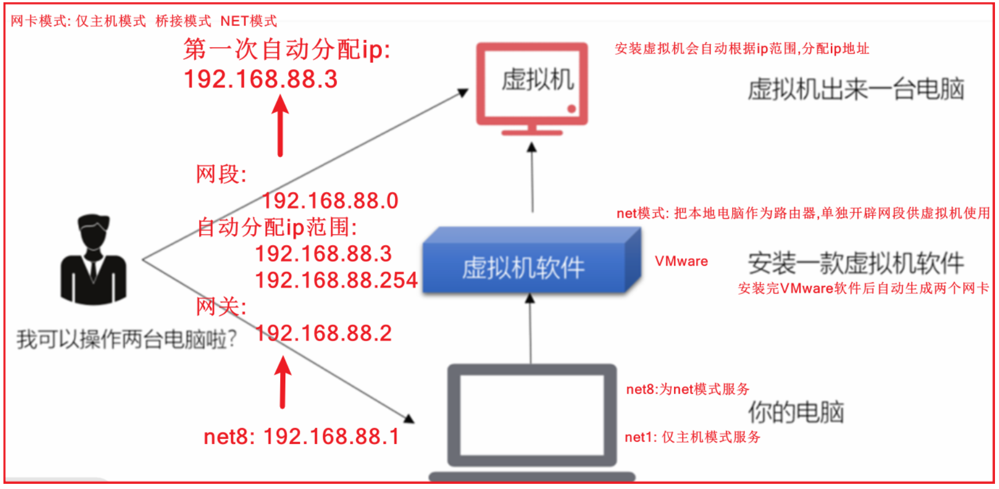 网卡模式: 仅主机模式 桥接模式 NET模式
第一次自动分配ip:
192.168.88.3
虚拟机
安装虚拟机会自动根据ip范围,分配ip地址
虚拟机出来一台电脑
网段:
192.168.88.0
自动分配ip范围:
192.168.88.3
192.168.88.254
网关:
192.168.88.2
net8: 192.168.88.1
我可以操作两台电脑啦?
net模式: 把本地电脑作为路由器,单独开辟网段供虚拟机使用
虚拟机软件
VMware
安装一款虚拟机软件
安装完VMware软件后自动生成两个网卡
net8:为net模式服务
你的电脑
net1: 仅主机模式服务